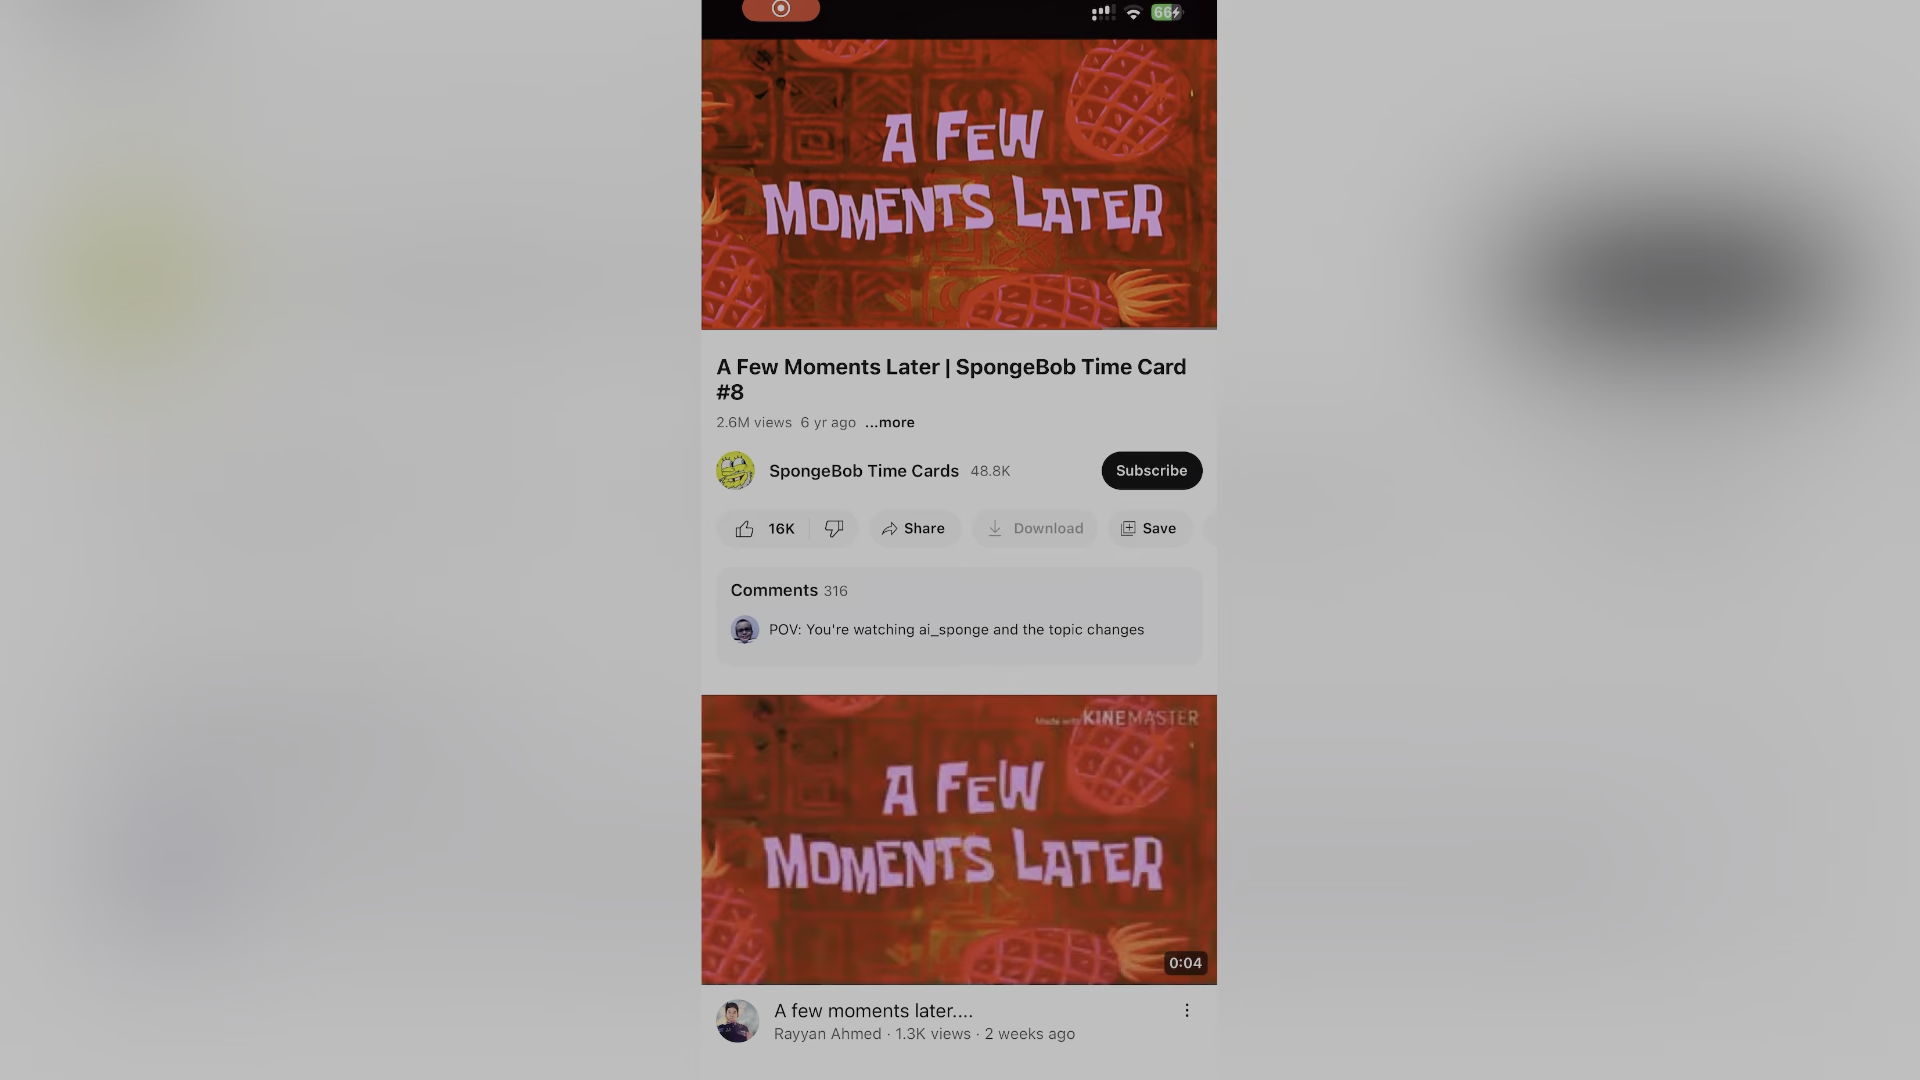 66
A FEW
MOMENTS LATER
A Few Moments Later | SpongeBob Time Card
#8
2.6M views 6 yr ago ...more
SpongeBob Time Cards 48.8K Subscribe
16K Share Download Save
Comments 316
POV: You're watching ai_sponge and the topic changes
Made with KINEMASTER
A FEW
MOMENTS LATER
0:04
A few moments later....
Rayyan Ahmed · 1.3K views · 2 weeks ago